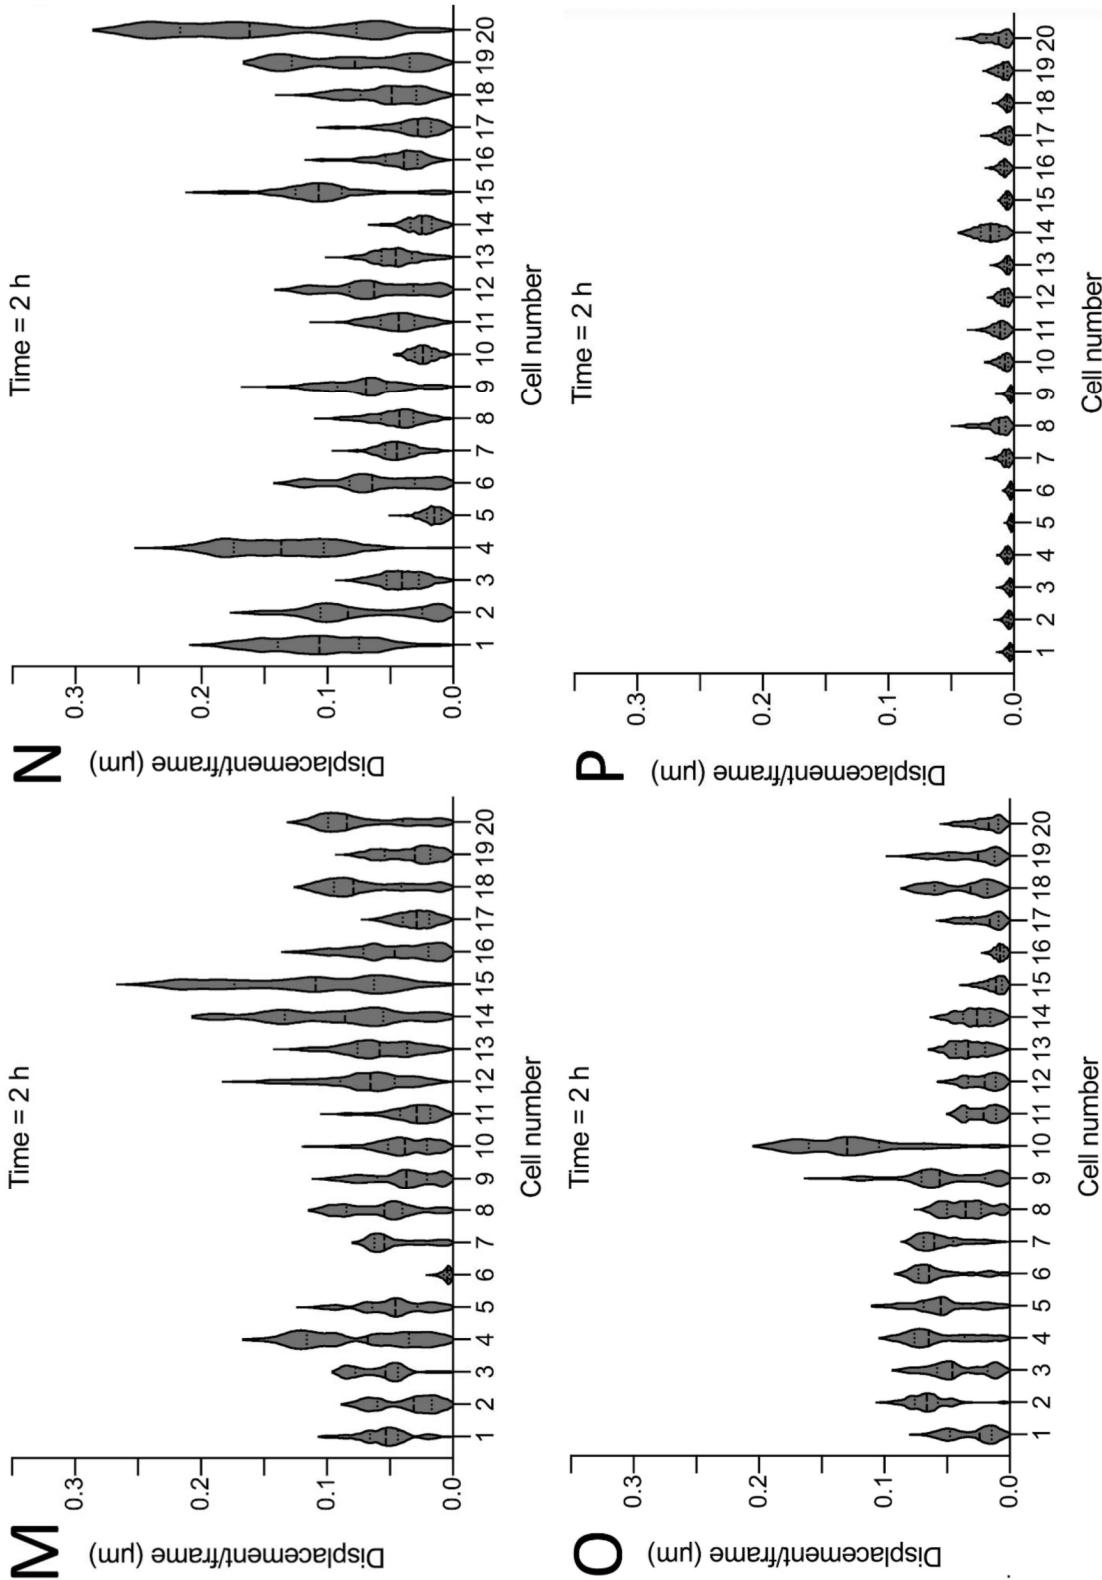 M
Time = 2 h
Displacement/frame (µm)
0.3
0.2
0.1
0.0
1 2 3 4 5 6 7 8 9 10 11 12 13 14 15 16 17 18 19 20
Cell number
N
Time = 2 h
Displacement/frame (µm)
0.3
0.2
0.1
0.0
1 2 3 4 5 6 7 8 9 10 11 12 13 14 15 16 17 18 19 20
Cell number
O
Time = 2 h
Displacement/frame (µm)
0.3
0.2
0.1
0.0
1 2 3 4 5 6 7 8 9 10 11 12 13 14 15 16 17 18 19 20
Cell number
P
Time = 2 h
Displacement/frame (µm)
0.3
0.2
0.1
0.0
1 2 3 4 5 6 7 8 9 10 11 12 13 14 15 16 17 18 19 20
Cell number